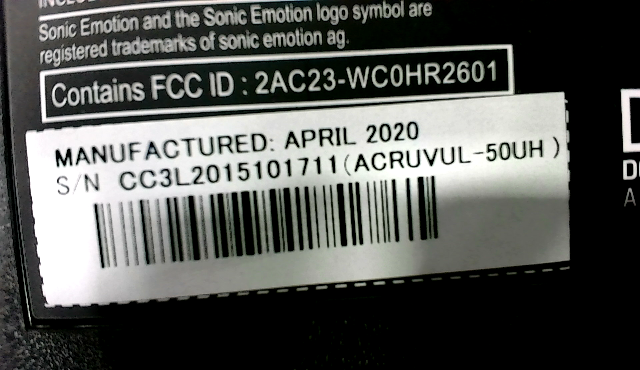 Sonic Emotion and the Sonic Emotion logo symbol are
registered trademarks of sonic emotion ag.
Contains FCC ID : 2AC23-WC0HR2601
MANUFACTURED: APRIL 2020
S/N CC3L2015101711(ACRUVUL-50UH )